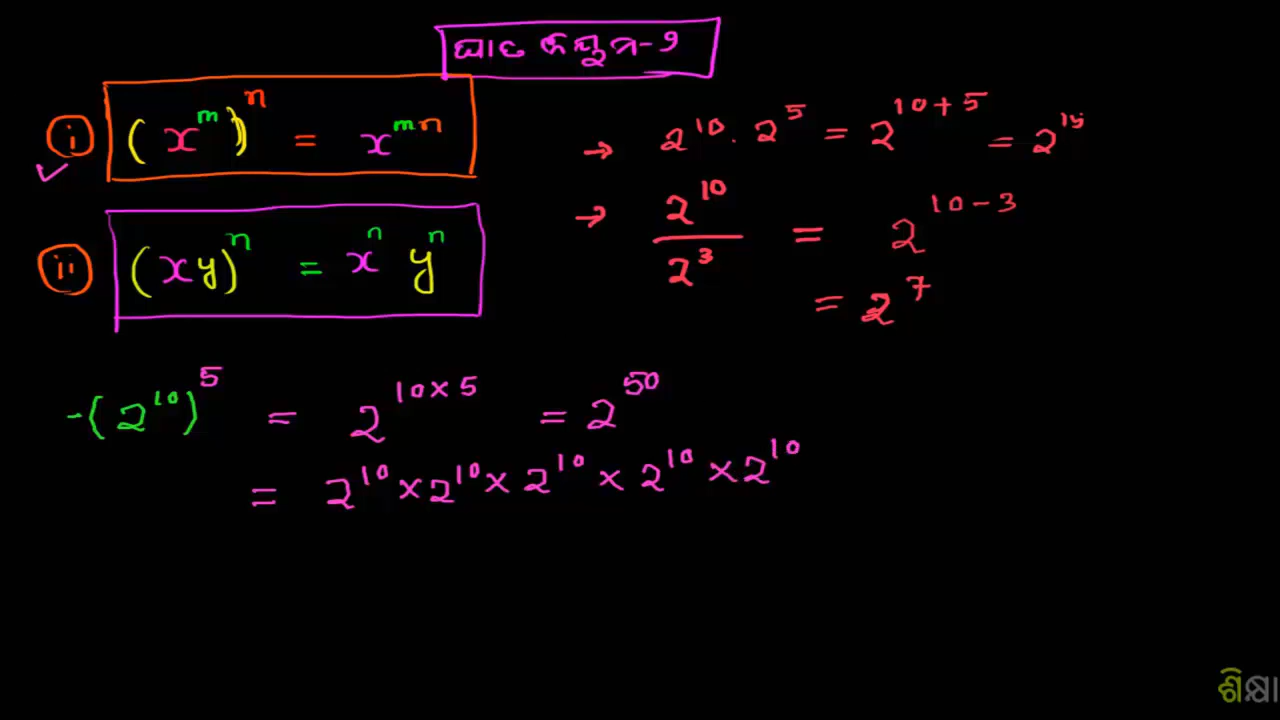 ଘାତ ଜନ୍ମୁତ୍ର-୨
i (x^m)^n = x^mn
ii (xy)^n = x^n y^n
→ 2^10 . 2^5 = 2^10+5 = 2^15
→ 2^10 / 2^3 = 2^10-3
= 2^7
-(2^10)^5 = 2^10×5 = 2^50
= 2^10 × 2^10 × 2^10 × 2^10 × 2^10
ଶିକ୍ଷା